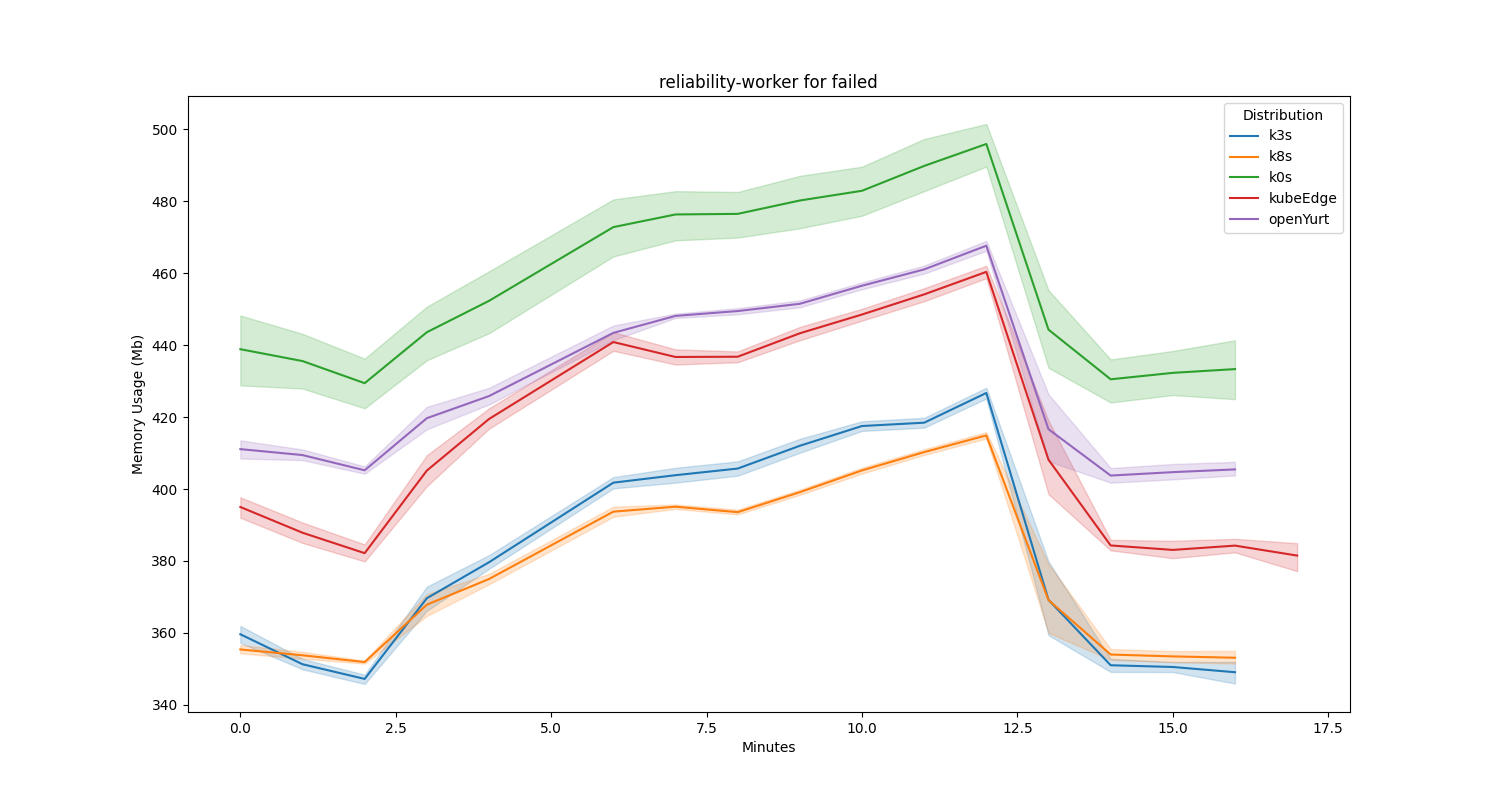 reliability-worker for failed
Memory Usage (Mb)
500
480
460
440
420
400
380
360
340
Distribution
k3s
k8s
k0s
kubeEdge
openYurt
0.0 2.5 5.0 7.5 10.0 12.5 15.0 17.5
Minutes